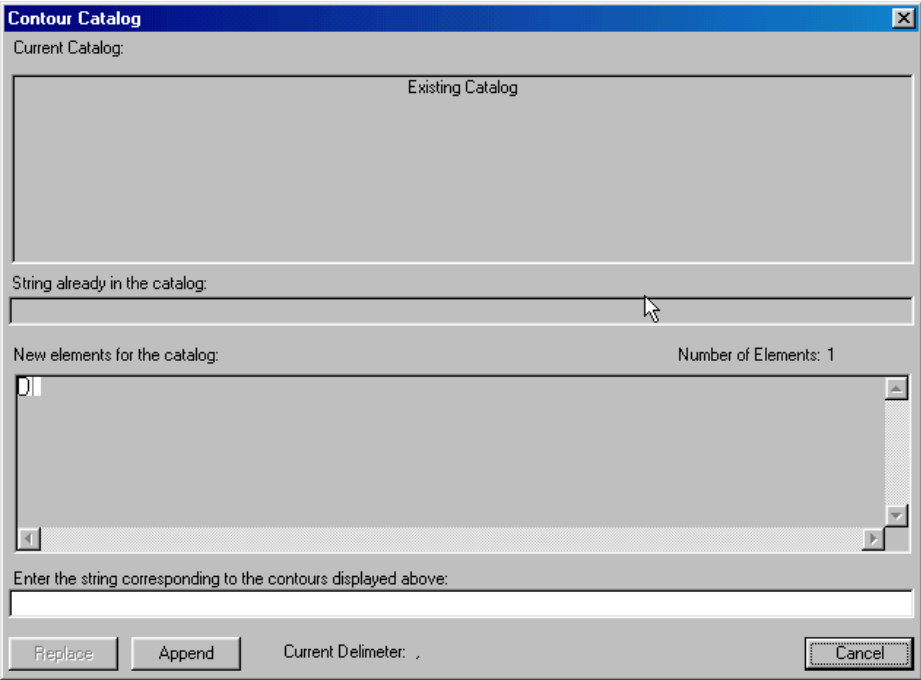 Contour Catalog
Current Catalog:
Existing Catalog
String already in the catalog:
New elements for the catalog:
Number of Elements: 1
D
Enter the string corresponding to the contours displayed above:
Replace
Append
Current Delimeter: ,
Cancel